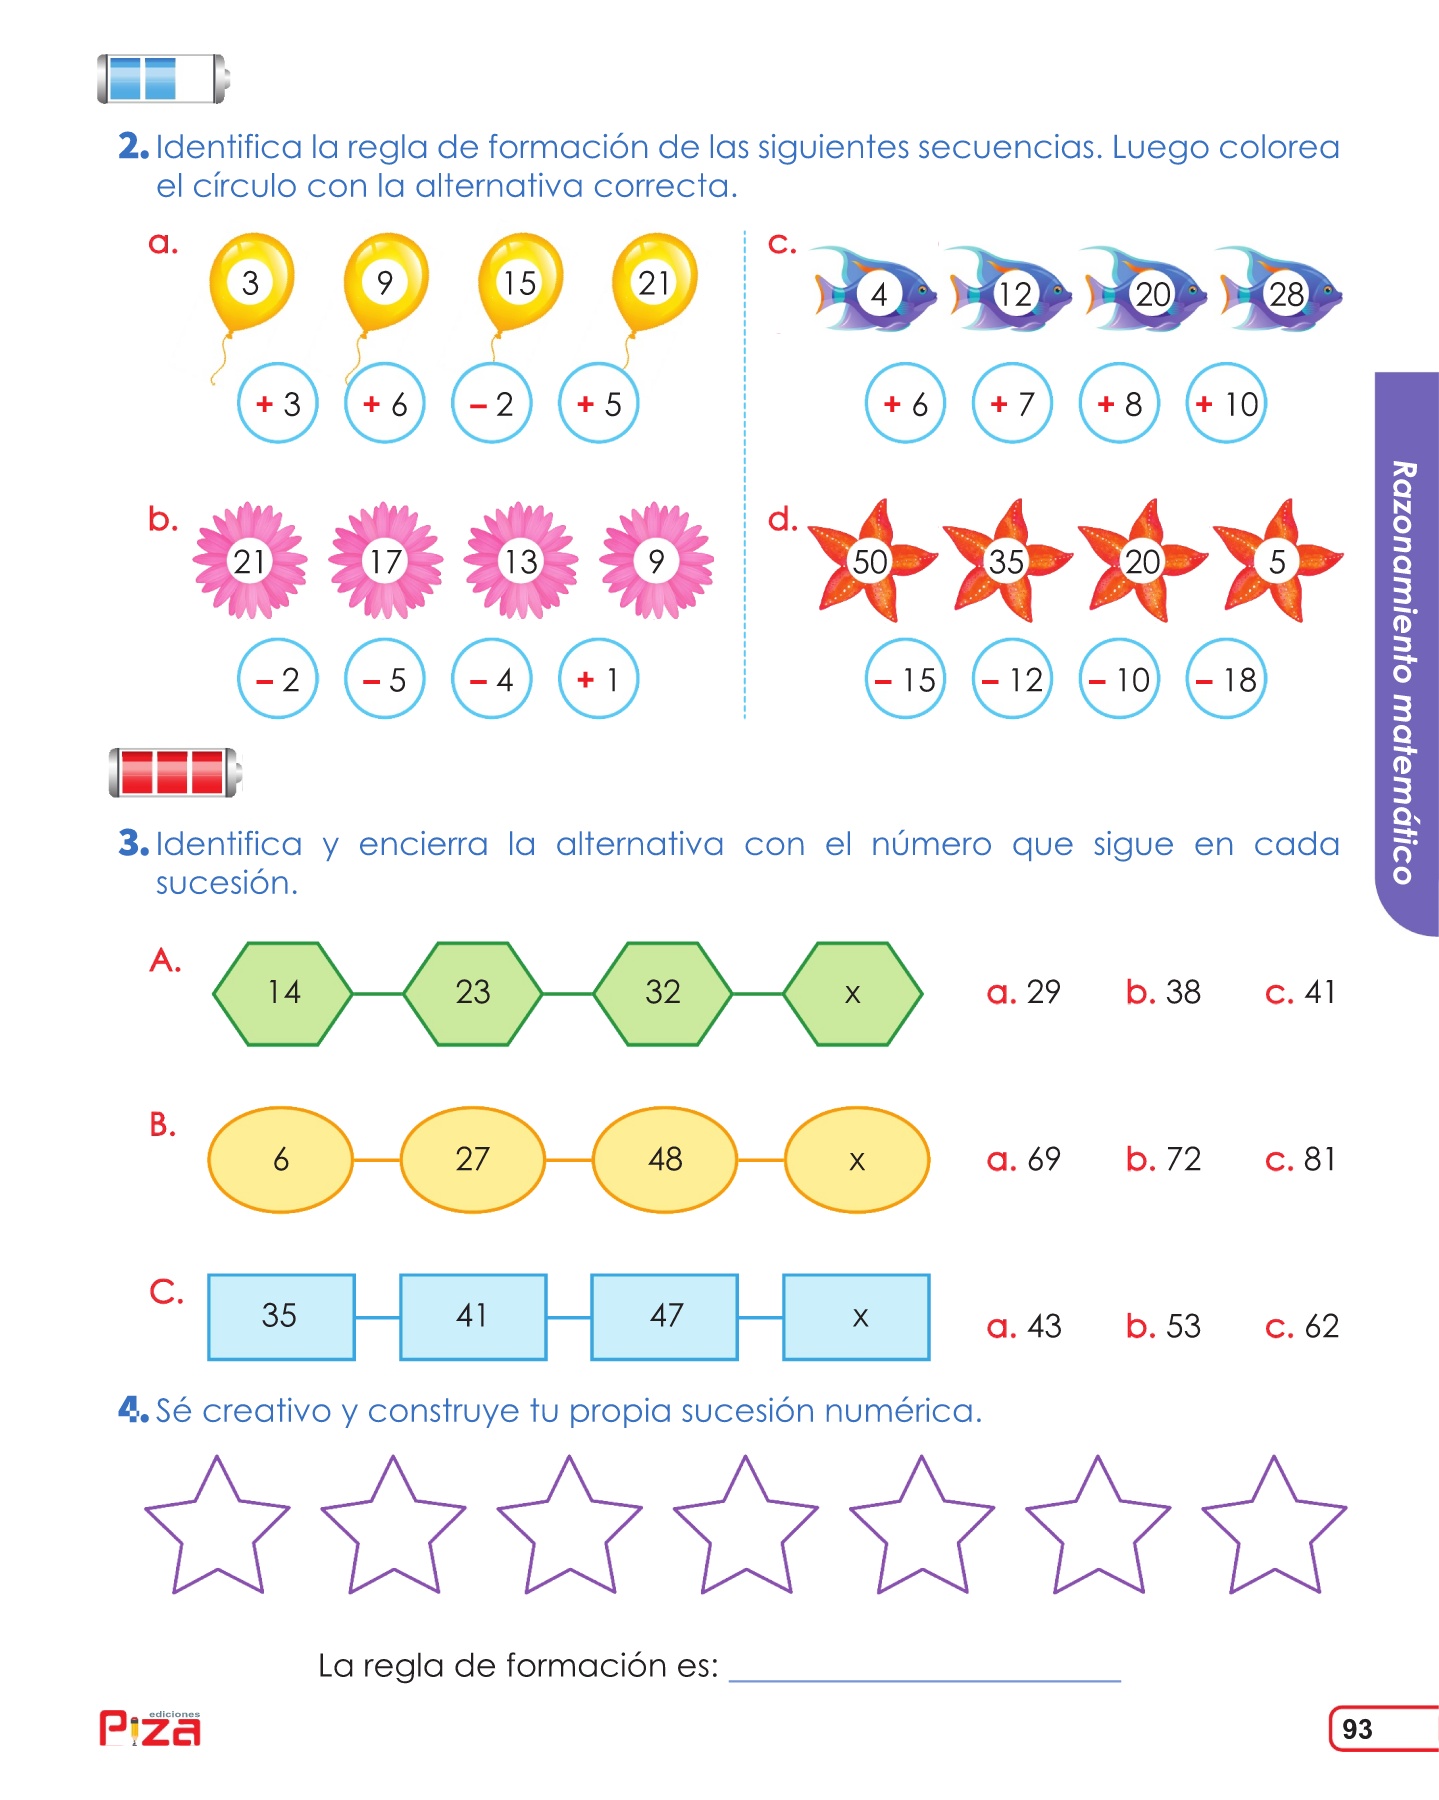 2. Identifica la regla de formación de las siguientes secuencias. Luego colorea
el círculo con la alternativa correcta.
a.
3 9 15 21
+ 3 + 6 – 2 + 5
b.
21 17 13 9
– 2 – 5 – 4 + 1
c.
4 12 20 28
+ 6 + 7 + 8 + 10
d.
50 35 20 5
– 15 – 12 – 10 – 18
Razonamiento matemático
3. Identifica y encierra la alternativa con el número que sigue en cada
sucesión.
A.
14 23 32 x a. 29 b. 38 c. 41
B.
6 27 48 x a. 69 b. 72 c. 81
C.
35 41 47 x a. 43 b. 53 c. 62
4. Sé creativo y construye tu propia sucesión numérica.
La regla de formación es:
ediciones
Piza
93